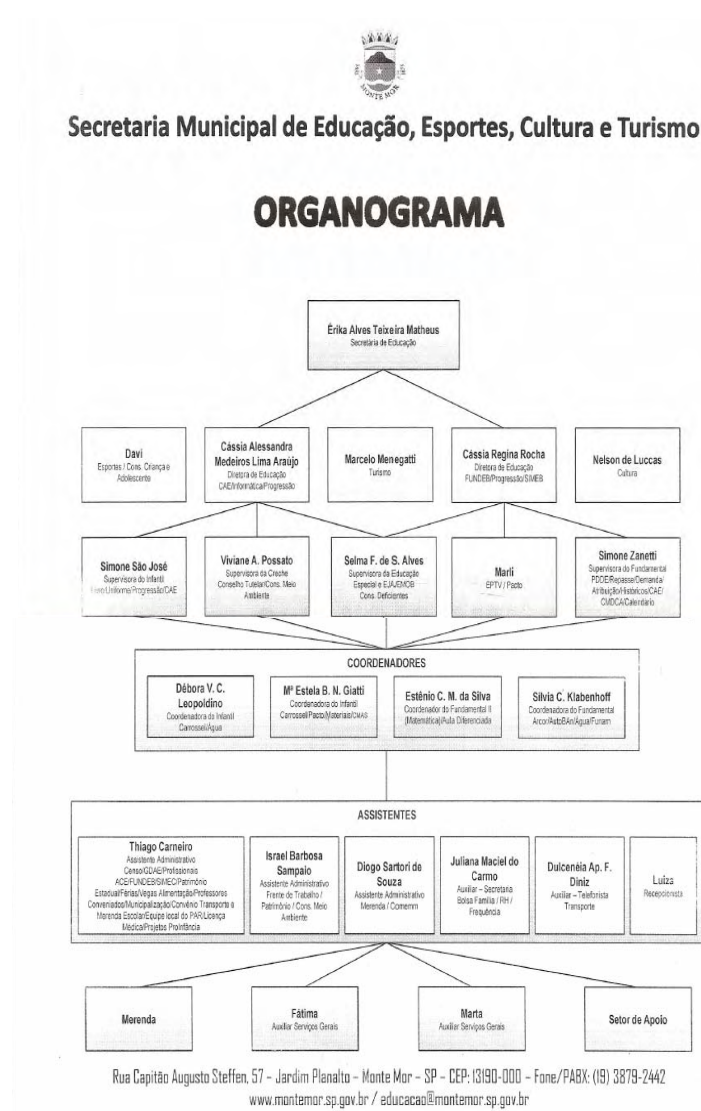 MONTE MOR
Secretaria Municipal de Educação, Esportes, Cultura e Turismo
ORGANOGRAMA
Érika Alves Teixeira Matheus
Secretária de Educação
Davi
Esportes / Cons. Criança e
Adolescente
Cássia Alessandra
Medeiros Lima Araújo
Diretora de Educação
CAE/Informática/Progressão
Marcelo Menegatti
Turismo
Cássia Regina Rocha
Diretora de Educação
FUNDEB/Progressão/SIMEB
Nelson de Luccas
Cultura
Simone São José
Supervisora do Infantil
/Uniforme/Progressão/CAE
Viviane A. Possato
Supervisora da Creche
Conselho Tutelar/Cons. Meio
Ambiente
Selma F. de S. Alves
Supervisora da Educação
Especial e EJA/EMDB
Cons. Deficientes
Marli
EPTV / Pacto
Simone Zanetti
Supervisora do Fundamental
PDDE/Repasse/Demanda/
Atribuição/Históricos/CAE/
CMDCA/Calendário
COORDENADORES
Débora V. C.
Leopoldino
Coordenadora do Infantil
Carrossel/Água
Mª Estela B. N. Giatti
Coordenadora do Infantil
Carrossel/Pacto/Materiais/CMAS
Estênio C. M. da Silva
Coordenador do Fundamental II
(Matemática)/Aula Diferenciada
Silvia C. Klabenhoff
Coordenadora do Fundamental
Arcor/AutoBAn/Água/Funam
ASSISTENTES
Thiago Carneiro
Assistente Administrativo
Censo/GDAE/Profissionais
ACE/FUNDEB/SIMEC/Patrimônio
Estadual/Férias/Vegas Alimentação/Professores
Conveniados/Municipalização/Convênio Transporte e
Merenda Escolar/Equipe local do PAR/Licença
Médica/Projetos ProInfância
Israel Barbosa
Sampaio
Assistente Administrativo
Frente de Trabalho /
Patrimônio / Cons. Meio
Ambiente
Diogo Sartori de
Souza
Assistente Administrativo
Merenda / Comemm
Juliana Maciel do
Carmo
Auxiliar – Secretaria
Bolsa Família / RH /
Frequência
Dulcenéia Ap. F.
Diniz
Auxiliar – Telefonista
Transporte
Luiza
Recepcionista
Merenda
Fátima
Auxiliar Serviços Gerais
Marta
Auxiliar Serviços Gerais
Setor de Apoio
Rua Capitão Augusto Steffen, 57 – Jardim Planalto – Monte Mor – SP – CEP: 13190-000 – Fone/PABX: (19) 3879-2442
www.montemor.sp.gov.br / educacao@montemor.sp.gov.br